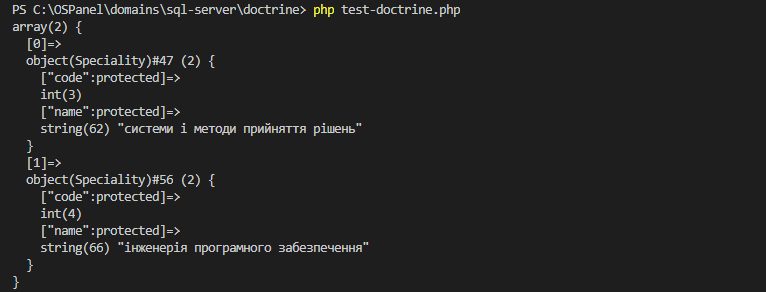 PS C:\OSPanel\domains\sql-server\doctrine> php test-doctrine.php
array(2) {
  [0]=>
  object(Speciality)#47 (2) {
    ["code":protected]=>
    int(3)
    ["name":protected]=>
    string(62) "системи і методи прийняття рішень"
  }
  [1]=>
  object(Speciality)#56 (2) {
    ["code":protected]=>
    int(4)
    ["name":protected]=>
    string(66) "інженерія програмного забезпечення"
  }
}